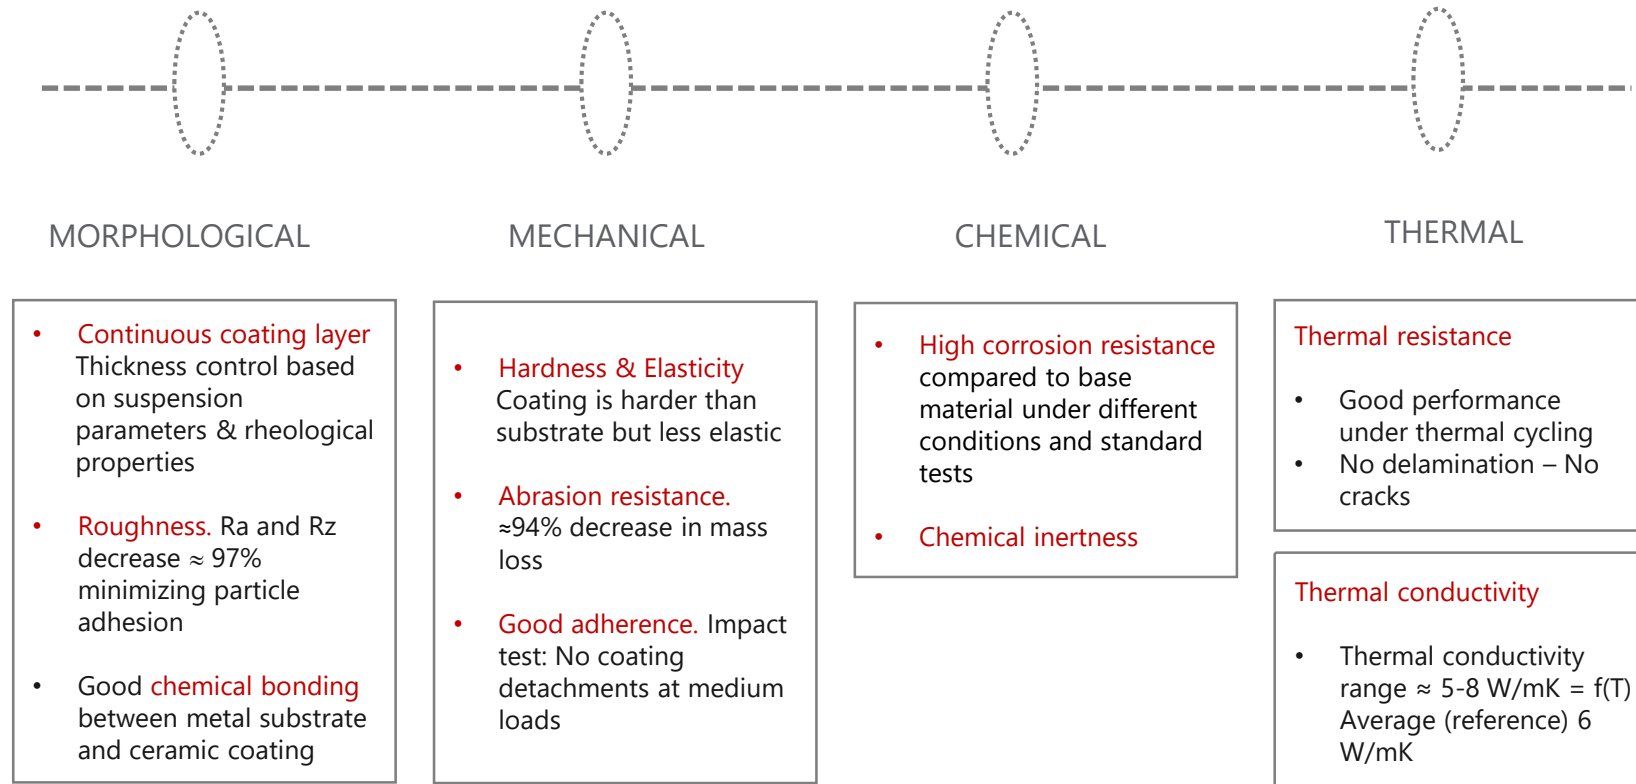 MORPHOLOGICAL
• Continuous coating layer
Thickness control based
on suspension
parameters & rheological
properties
• Roughness. Ra and Rz
decrease ≈ 97%
minimizing particle
adhesion
• Good chemical bonding
between metal substrate
and ceramic coating
MECHANICAL
• Hardness & Elasticity
Coating is harder than
substrate but less elastic
• Abrasion resistance.
≈94% decrease in mass
loss
• Good adherence. Impact
test: No coating
detachments at medium
loads
CHEMICAL
• High corrosion resistance
compared to base
material under different
conditions and standard
tests
• Chemical inertness
THERMAL
Thermal resistance
• Good performance
under thermal cycling
• No delamination – No
cracks
Thermal conductivity
• Thermal conductivity
range ≈ 5-8 W/mK = f(T)
Average (reference) 6
W/mK